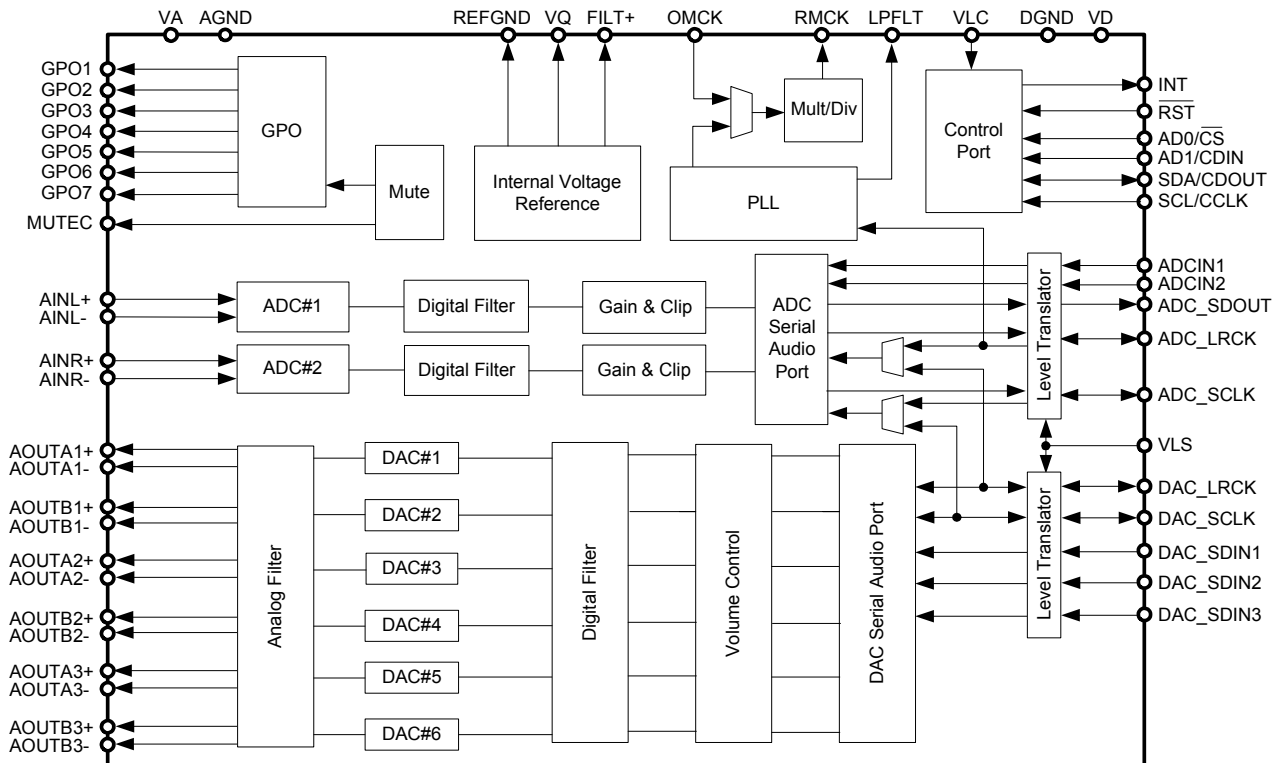 VA
AGND
REFGND
VQ
FILT+
OMCK
RMCK
LPFLT
VLC
DGND
VD
GPO1
GPO2
GPO3
GPO4
GPO5
GPO6
GPO7
MUTEC
GPO
Mute
Internal Voltage
Reference
Mult/Div
PLL
Control
Port
INT
RST
AD0/CS
AD1/CDIN
SDA/CDOUT
SCL/CCLK
AINL+
AINL-
AINR+
AINR-
ADC#1
Digital Filter
Gain & Clip
ADC#2
Digital Filter
Gain & Clip
ADC
Serial
Audio
Port
Level Translator
ADCIN1
ADCIN2
ADC_SDOUT
ADC_LRCK
ADC_SCLK
VLS
AOUTA1+
AOUTA1-
AOUTB1+
AOUTB1-
AOUTA2+
AOUTA2-
AOUTB2+
AOUTB2-
AOUTA3+
AOUTA3-
AOUTB3+
AOUTB3-
Analog Filter
DAC#1
DAC#2
DAC#3
DAC#4
DAC#5
DAC#6
Digital Filter
Volume Control
DAC Serial Audio Port
Level Translator
DAC_LRCK
DAC_SCLK
DAC_SDIN1
DAC_SDIN2
DAC_SDIN3